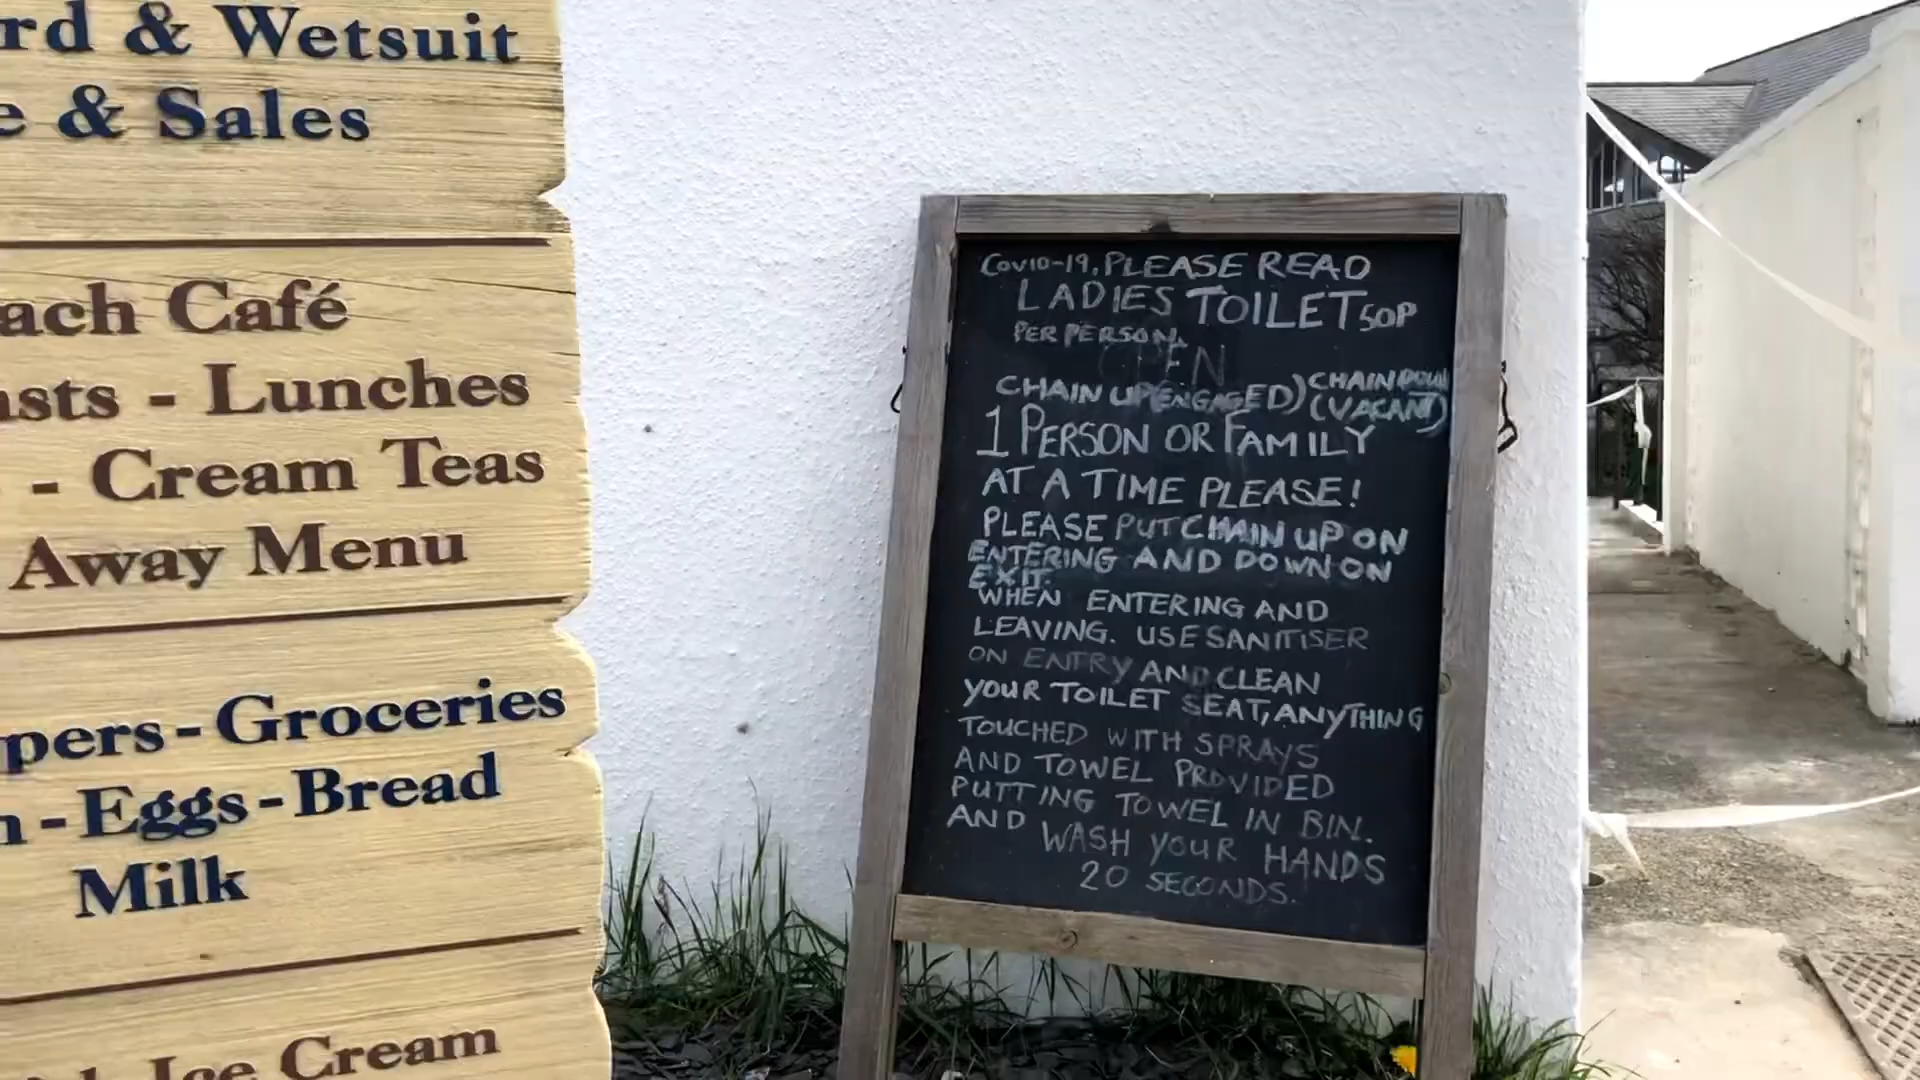 rd & Wetsuit
e & Sales
ach Café
asts - Lunches
- Cream Teas
Away Menu
pers - Groceries
n - Eggs - Bread
Milk
Ice Cream
COVID-19. PLEASE READ
LADIES TOILET 50P
PER PERSON.
OPEN
CHAIN UP (ENGAGED) CHAIN DOWN (VACANT)
1 PERSON OR FAMILY
AT A TIME PLEASE!
PLEASE PUT CHAIN UP ON
ENTERING AND DOWN ON
EXIT.
WHEN ENTERING AND
LEAVING. USE SANITISER
ON ENTRY AND CLEAN
YOUR TOILET SEAT, ANYTHING
TOUCHED WITH SPRAYS
AND TOWEL PROVIDED
PUTTING TOWEL IN BIN.
AND WASH YOUR HANDS
20 SECONDS.